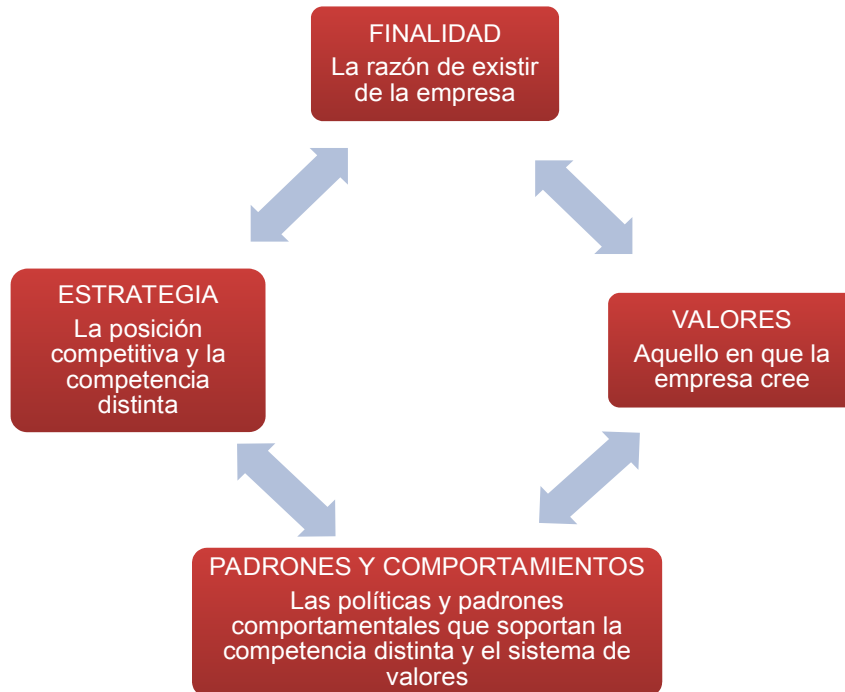 FINALIDAD
La razón de existir
de la empresa
ESTRATEGIA
La posición
competitiva y la
competencia
distinta
VALORES
Aquello en que la
empresa cree
PADRONES Y COMPORTAMIENTOS
Las políticas y padrones
comportamentales que soportan la
competencia distinta y el sistema de
valores